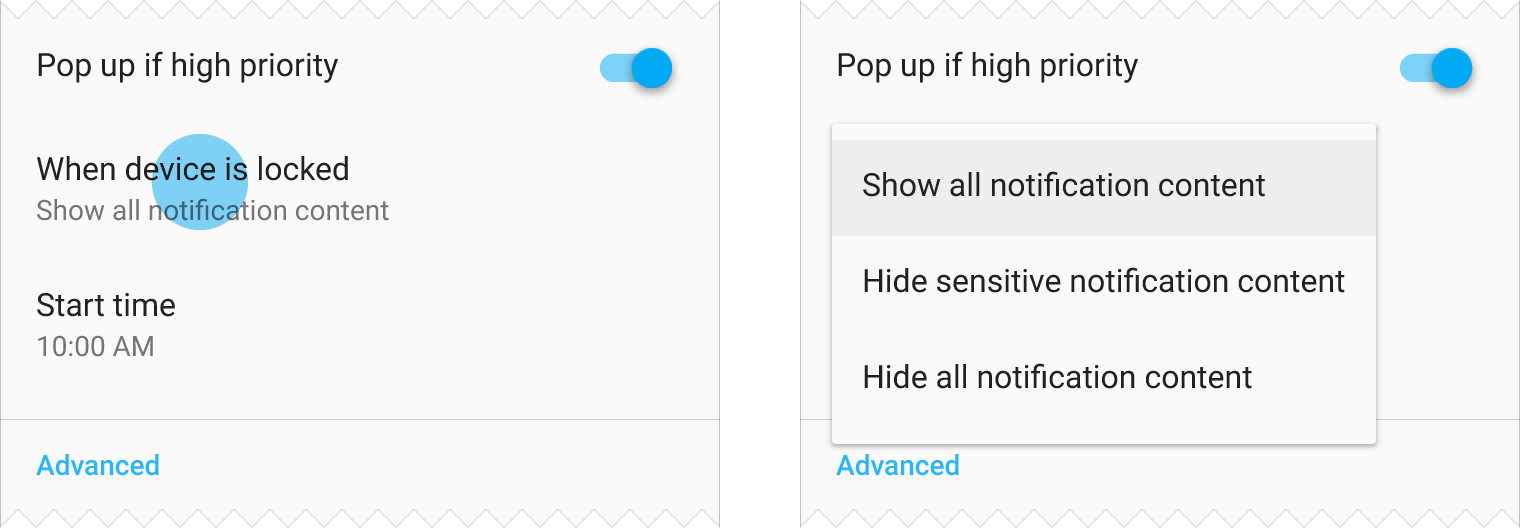 Pop up if high priority
When device is locked
Show all notification content
Start time
10:00 AM
Advanced
Pop up if high priority
Show all notification content
Hide sensitive notification content
Hide all notification content
Advanced